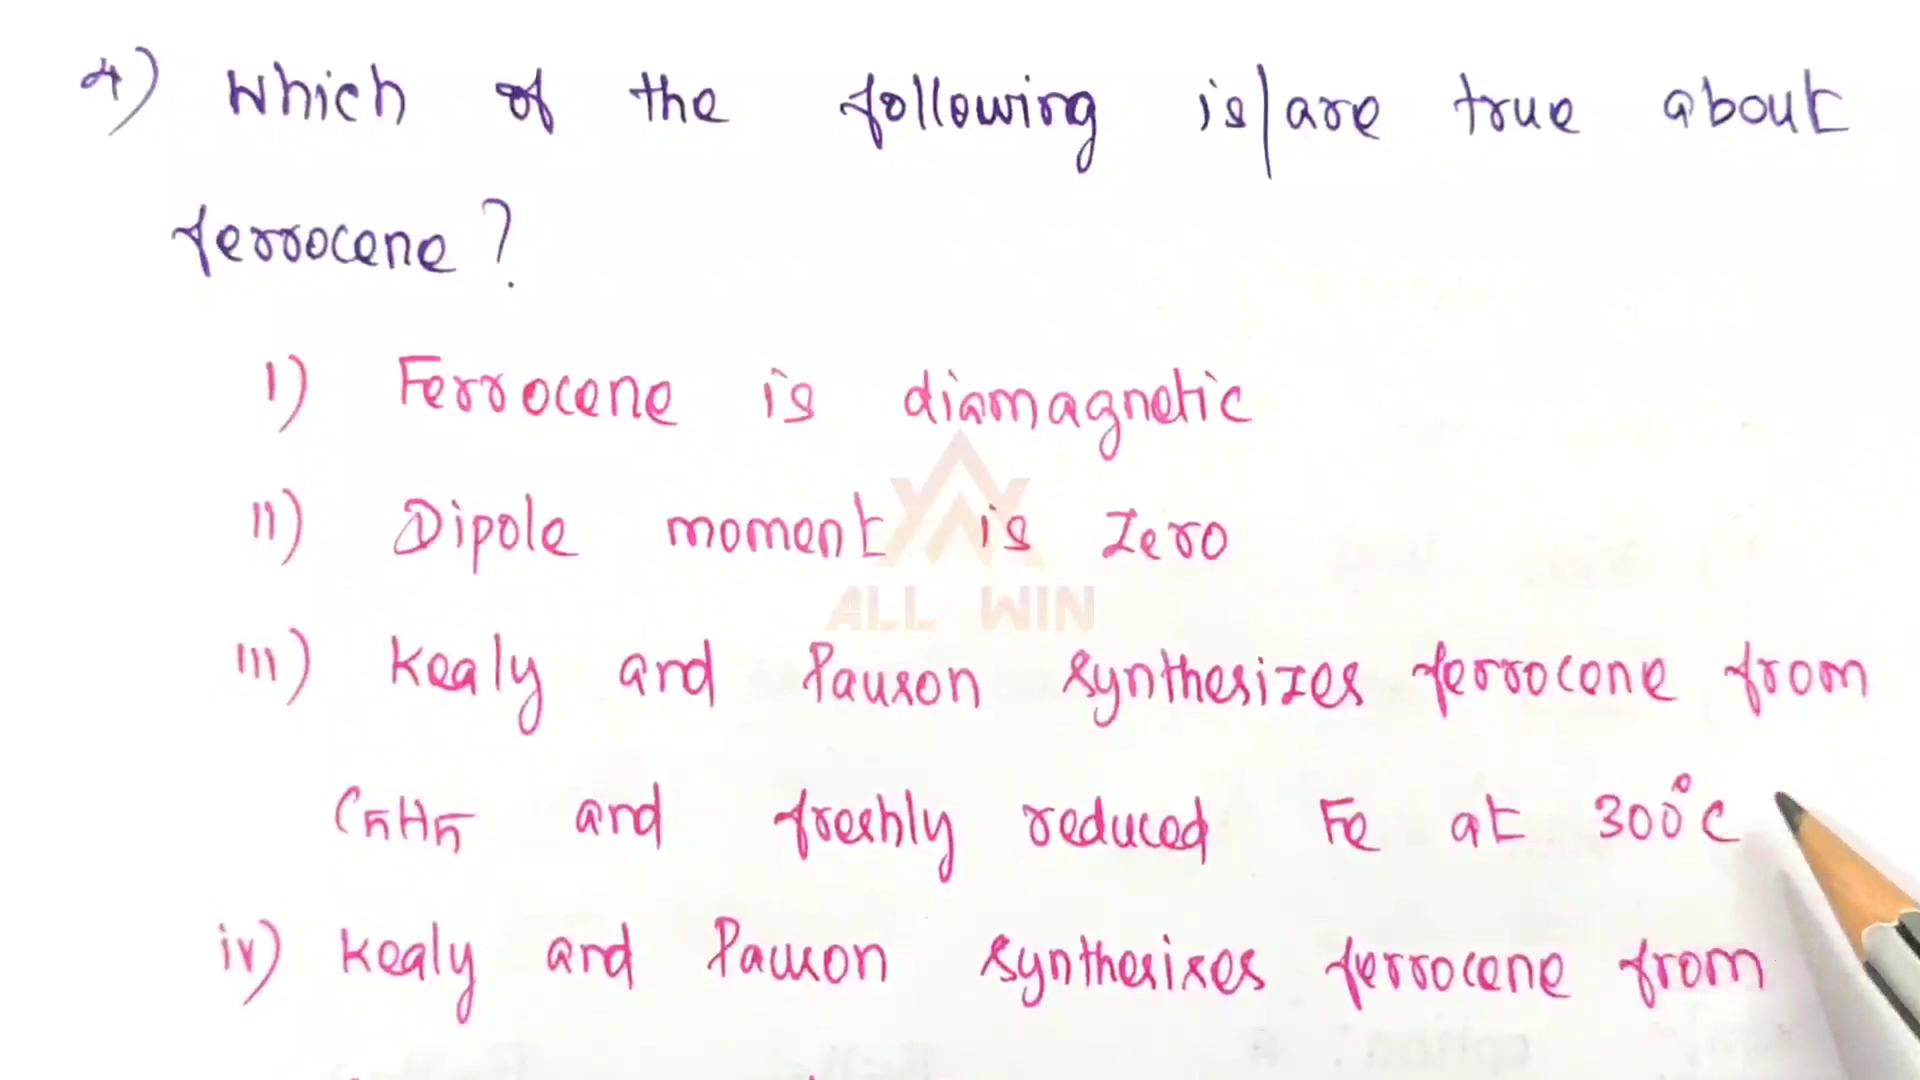 4) Which of the following is/are true about
ferrocene?
I) Ferrocene is diamagnetic
II) Dipole moment is Zero
ALL WIN
III) Kealy and Pauson synthesizes ferrocene from
C5H5 and freshly reduced Fe at 300°C
iv) Kealy and Pauson synthesizes ferrocene from